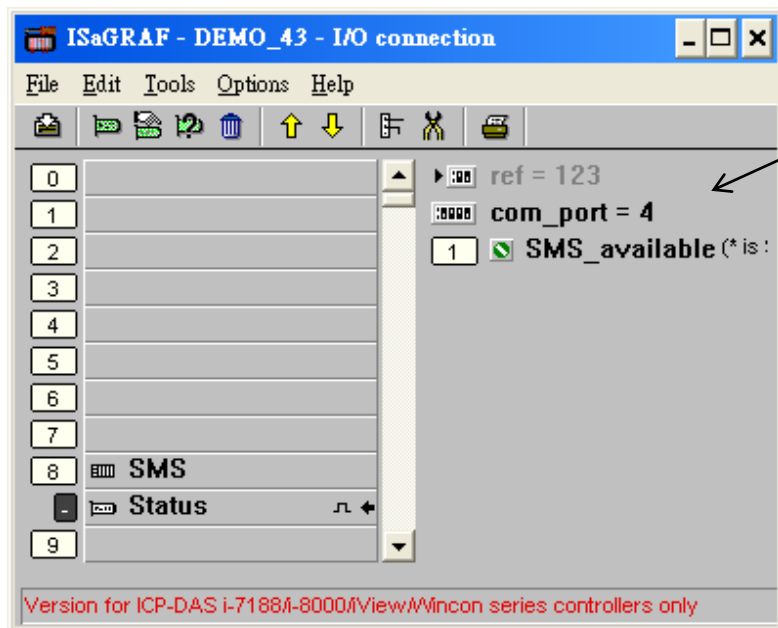 ISaGRAF - DEMO_43 - I/O connection
File Edit Tools Options Help
0
1
2
3
4
5
6
7
8 SMS
- Status
9
ref = 123
com_port = 4
1 SMS_available (* is
Version for ICP-DAS i-7188/i-8000/iView/Wincon series controllers only